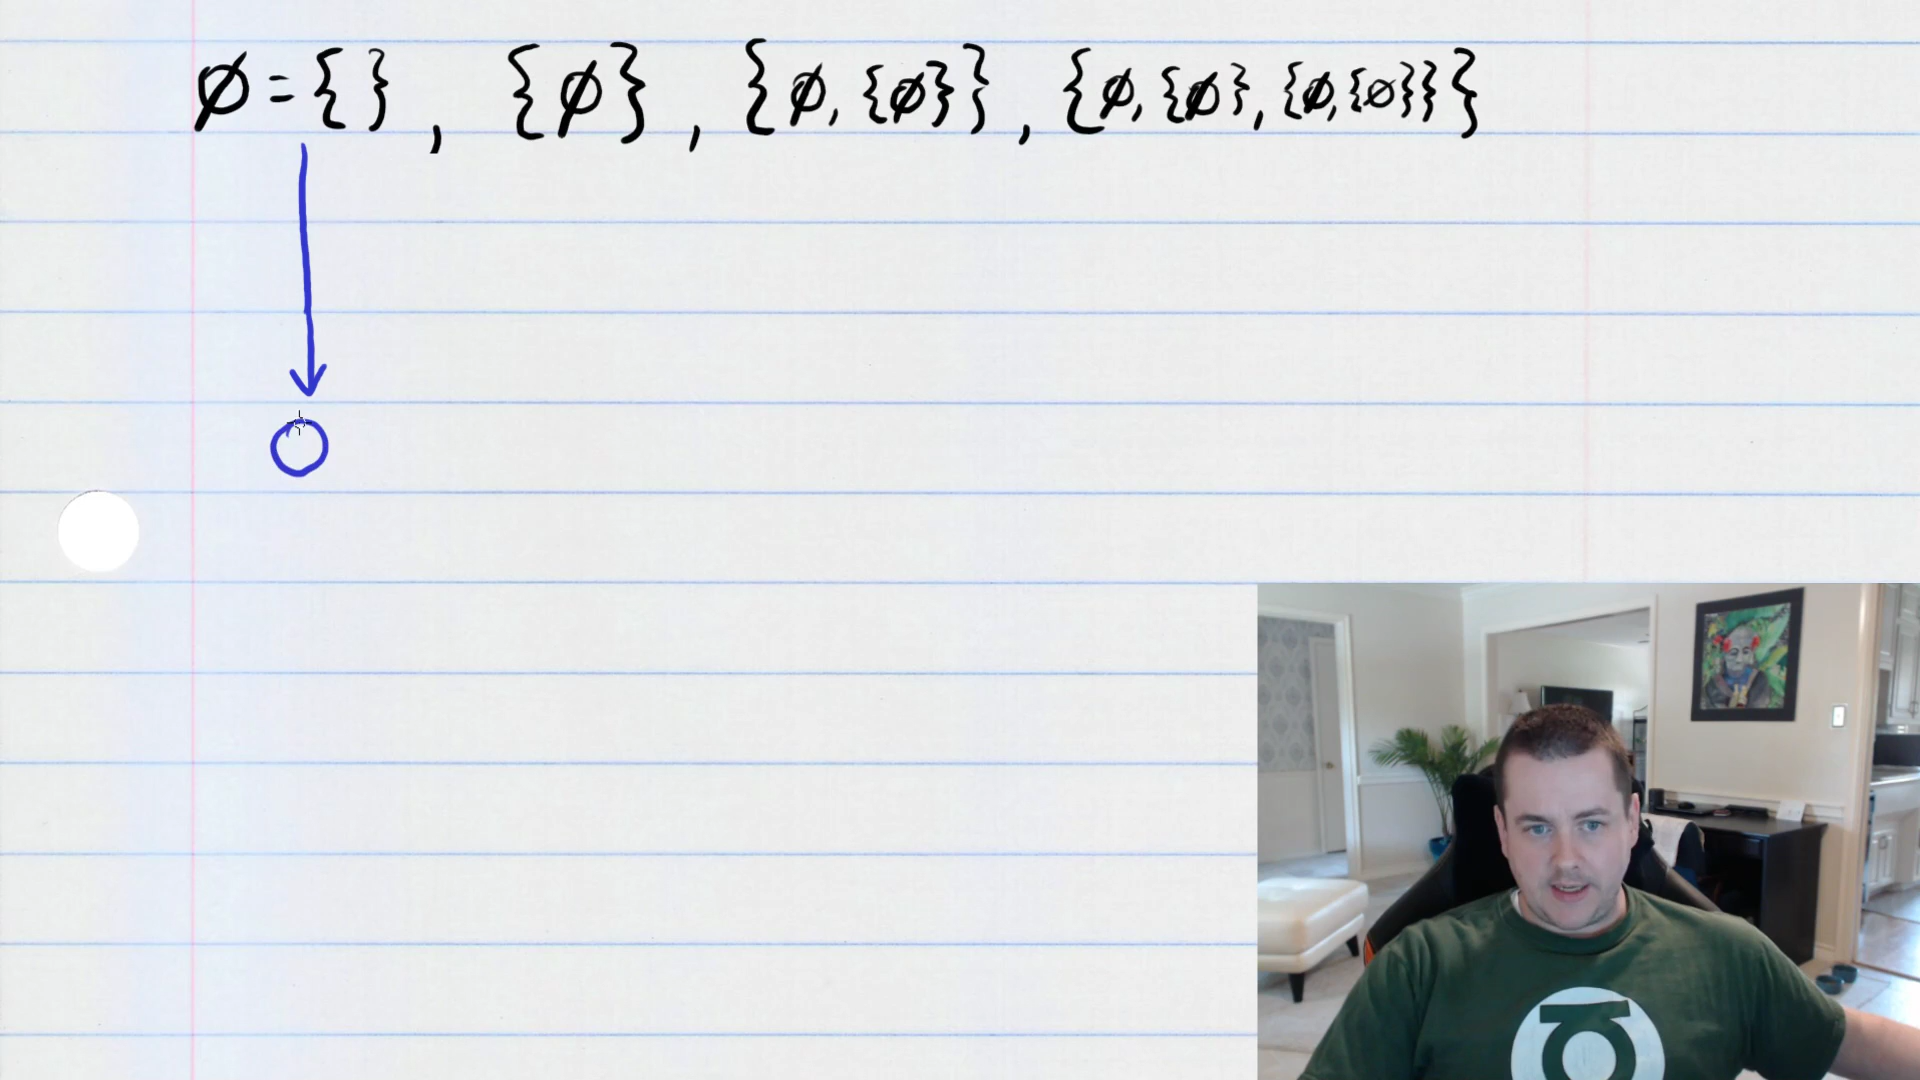 ∅ = { } , {∅} , {∅, {∅}} , {∅, {∅}, {∅, {∅}}}
0